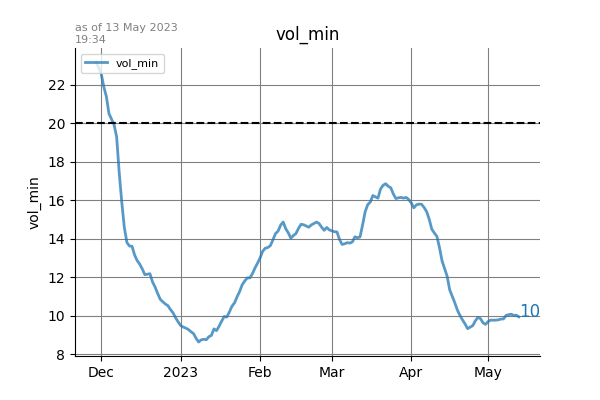 as of 13 May 2023
19:34
vol_min
vol_min
22
20
18
16
14
12
10
8
vol_min
10
Dec
2023
Feb
Mar
Apr
May